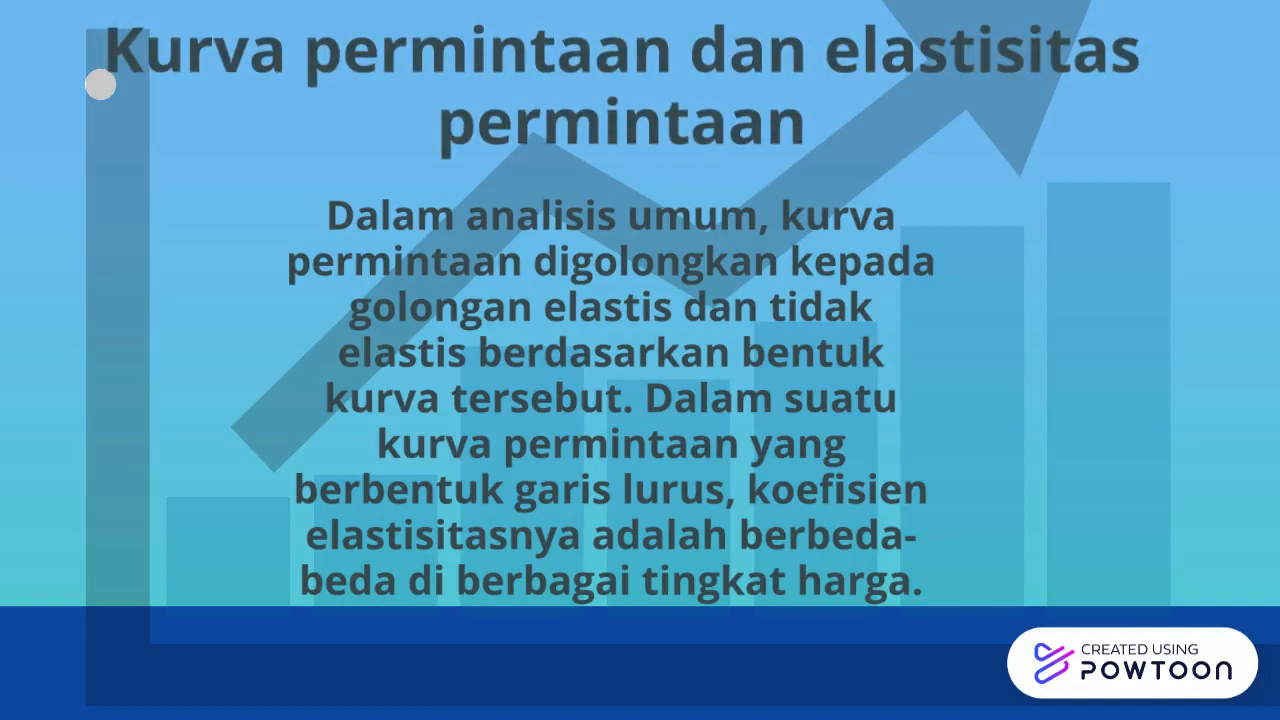 Kurva permintaan dan elastisitas
permintaan
Dalam analisis umum, kurva
permintaan digolongkan kepada
golongan elastis dan tidak
elastis berdasarkan bentuk
kurva tersebut. Dalam suatu
kurva permintaan yang
berbentuk garis lurus, koefisien
elastisitasnya adalah berbeda-
beda di berbagai tingkat harga.
CREATED USING
POWTOON